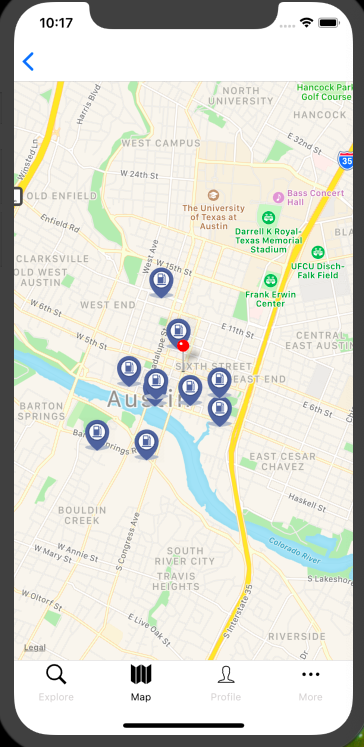 10:17
Harris Blvd
NORTH
UNIVERSITY
Hancock Park
Golf Course
HANCOCK
Winsted Ln
WEST CAMPUS
E 32nd St
35
W 24th St
OLD ENFIELD
The University
of Texas at
Austin
Bass Concert
Hall
Enfield Rd
Darrell K Royal-
Texas Memorial
Stadium
West Ave
CLARKSVILLE
OLD WEST
AUSTIN
W 15th St
UFCU Disch-
Falk Field
Frank Erwin
Center
WEST END
W 6th St
W 5th St
E 11th St
CENTRAL
EAST AUSTIN
SIXTH STREET
EAST END
Austin
BARTON
SPRINGS
E 6th St
EAST CESAR
CHAVEZ
Haskell St
BOULDIN
CREEK
S Congress Ave
W Annie St
W Mary St
SOUTH
RIVER CITY
Colorado River
TRAVIS
HEIGHTS
S Lakeshore
S Interstate 35
W Oltorf St
E Live Oak St
RIVERSIDE
Dr
Legal
Explore
Map
Profile
More